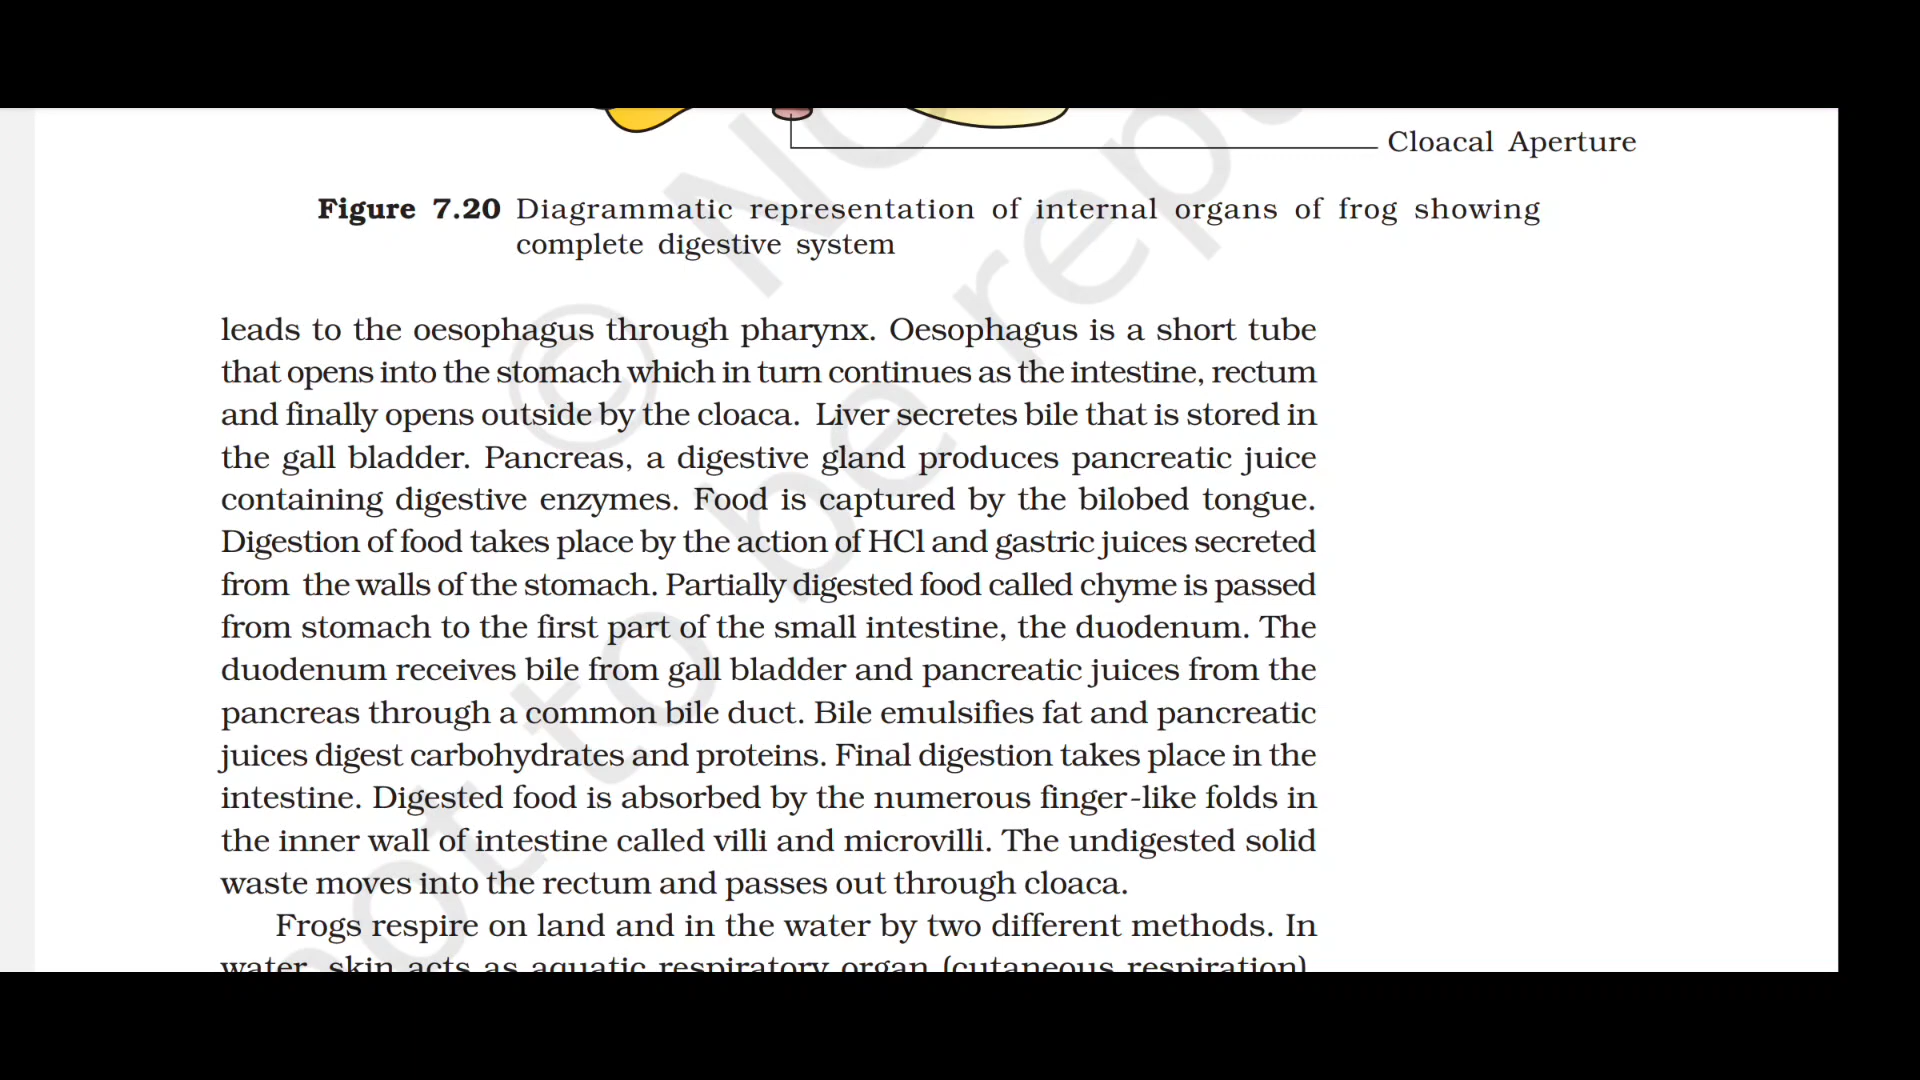 Cloacal Aperture
Figure 7.20 Diagrammatic representation of internal organs of frog showing
complete digestive system
leads to the oesophagus through pharynx. Oesophagus is a short tube
that opens into the stomach which in turn continues as the intestine, rectum
and finally opens outside by the cloaca. Liver secretes bile that is stored in
the gall bladder. Pancreas, a digestive gland produces pancreatic juice
containing digestive enzymes. Food is captured by the bilobed tongue.
Digestion of food takes place by the action of HCl and gastric juices secreted
from the walls of the stomach. Partially digested food called chyme is passed
from stomach to the first part of the small intestine, the duodenum. The
duodenum receives bile from gall bladder and pancreatic juices from the
pancreas through a common bile duct. Bile emulsifies fat and pancreatic
juices digest carbohydrates and proteins. Final digestion takes place in the
intestine. Digested food is absorbed by the numerous finger-like folds in
the inner wall of intestine called villi and microvilli. The undigested solid
waste moves into the rectum and passes out through cloaca.
Frogs respire on land and in the water by two different methods. In
water, skin acts as aquatic respiratory organ (cutaneous respiration).
© NC
not to be rept